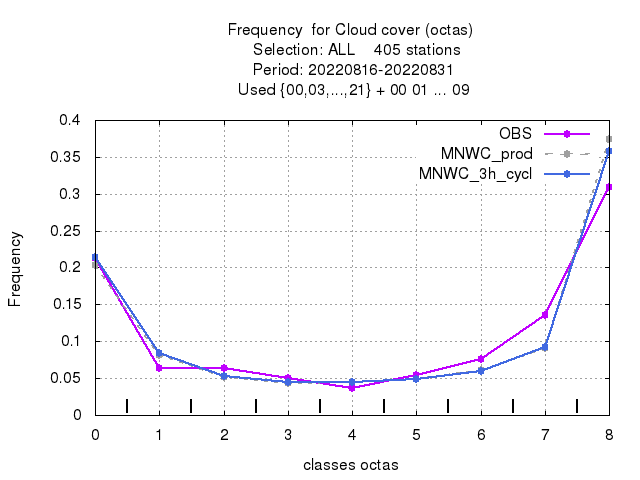 Frequency  for Cloud cover (octas)
Selection: ALL    405 stations
Period: 20220816-20220831
Used {00,03,...,21} + 00 01 ... 09
OBS
MNWC_prod
MNWC_3h_cycl
Frequency
0.4
0.35
0.3
0.25
0.2
0.15
0.1
0.05
0
0 1 2 3 4 5 6 7 8
classes octas